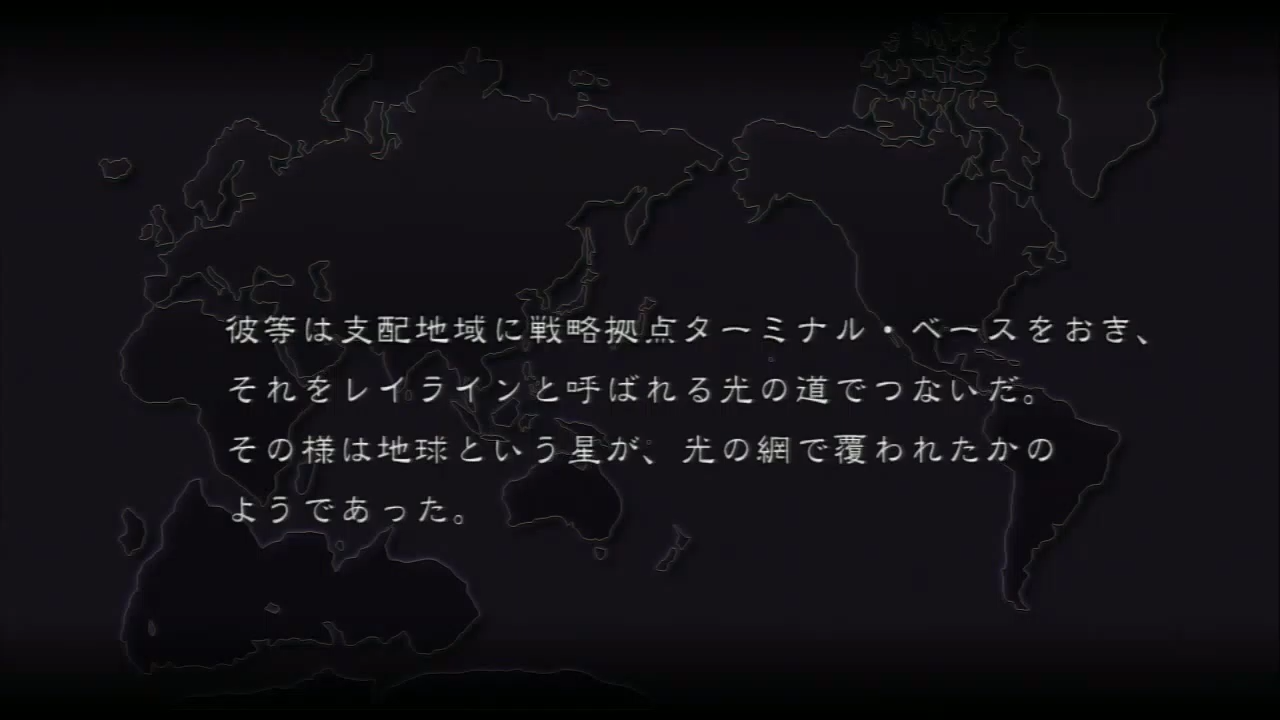 彼等は支配地域に戦略拠点ターミナル・ベースをおき、
それをレイラインと呼ばれる光の道でつないだ。
その様は地球という星が、光の網で覆われたかの
ようであった。